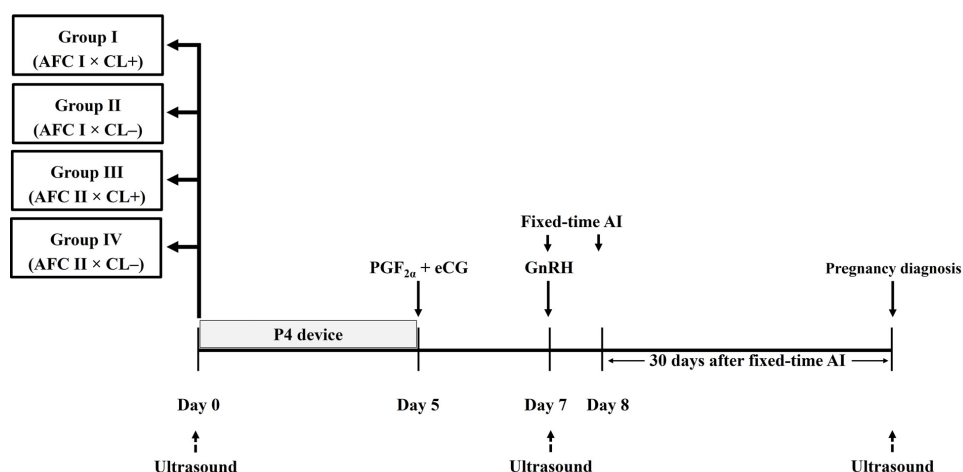 Group I
(AFC I × CL+)
Group II
(AFC I × CL–)
Group III
(AFC II × CL+)
Group IV
(AFC II × CL–)
Fixed-time AI
PGF₂α + eCG
GnRH
Pregnancy diagnosis
P4 device
30 days after fixed-time AI
Day 0
Day 5
Day 7
Day 8
Ultrasound
Ultrasound
Ultrasound